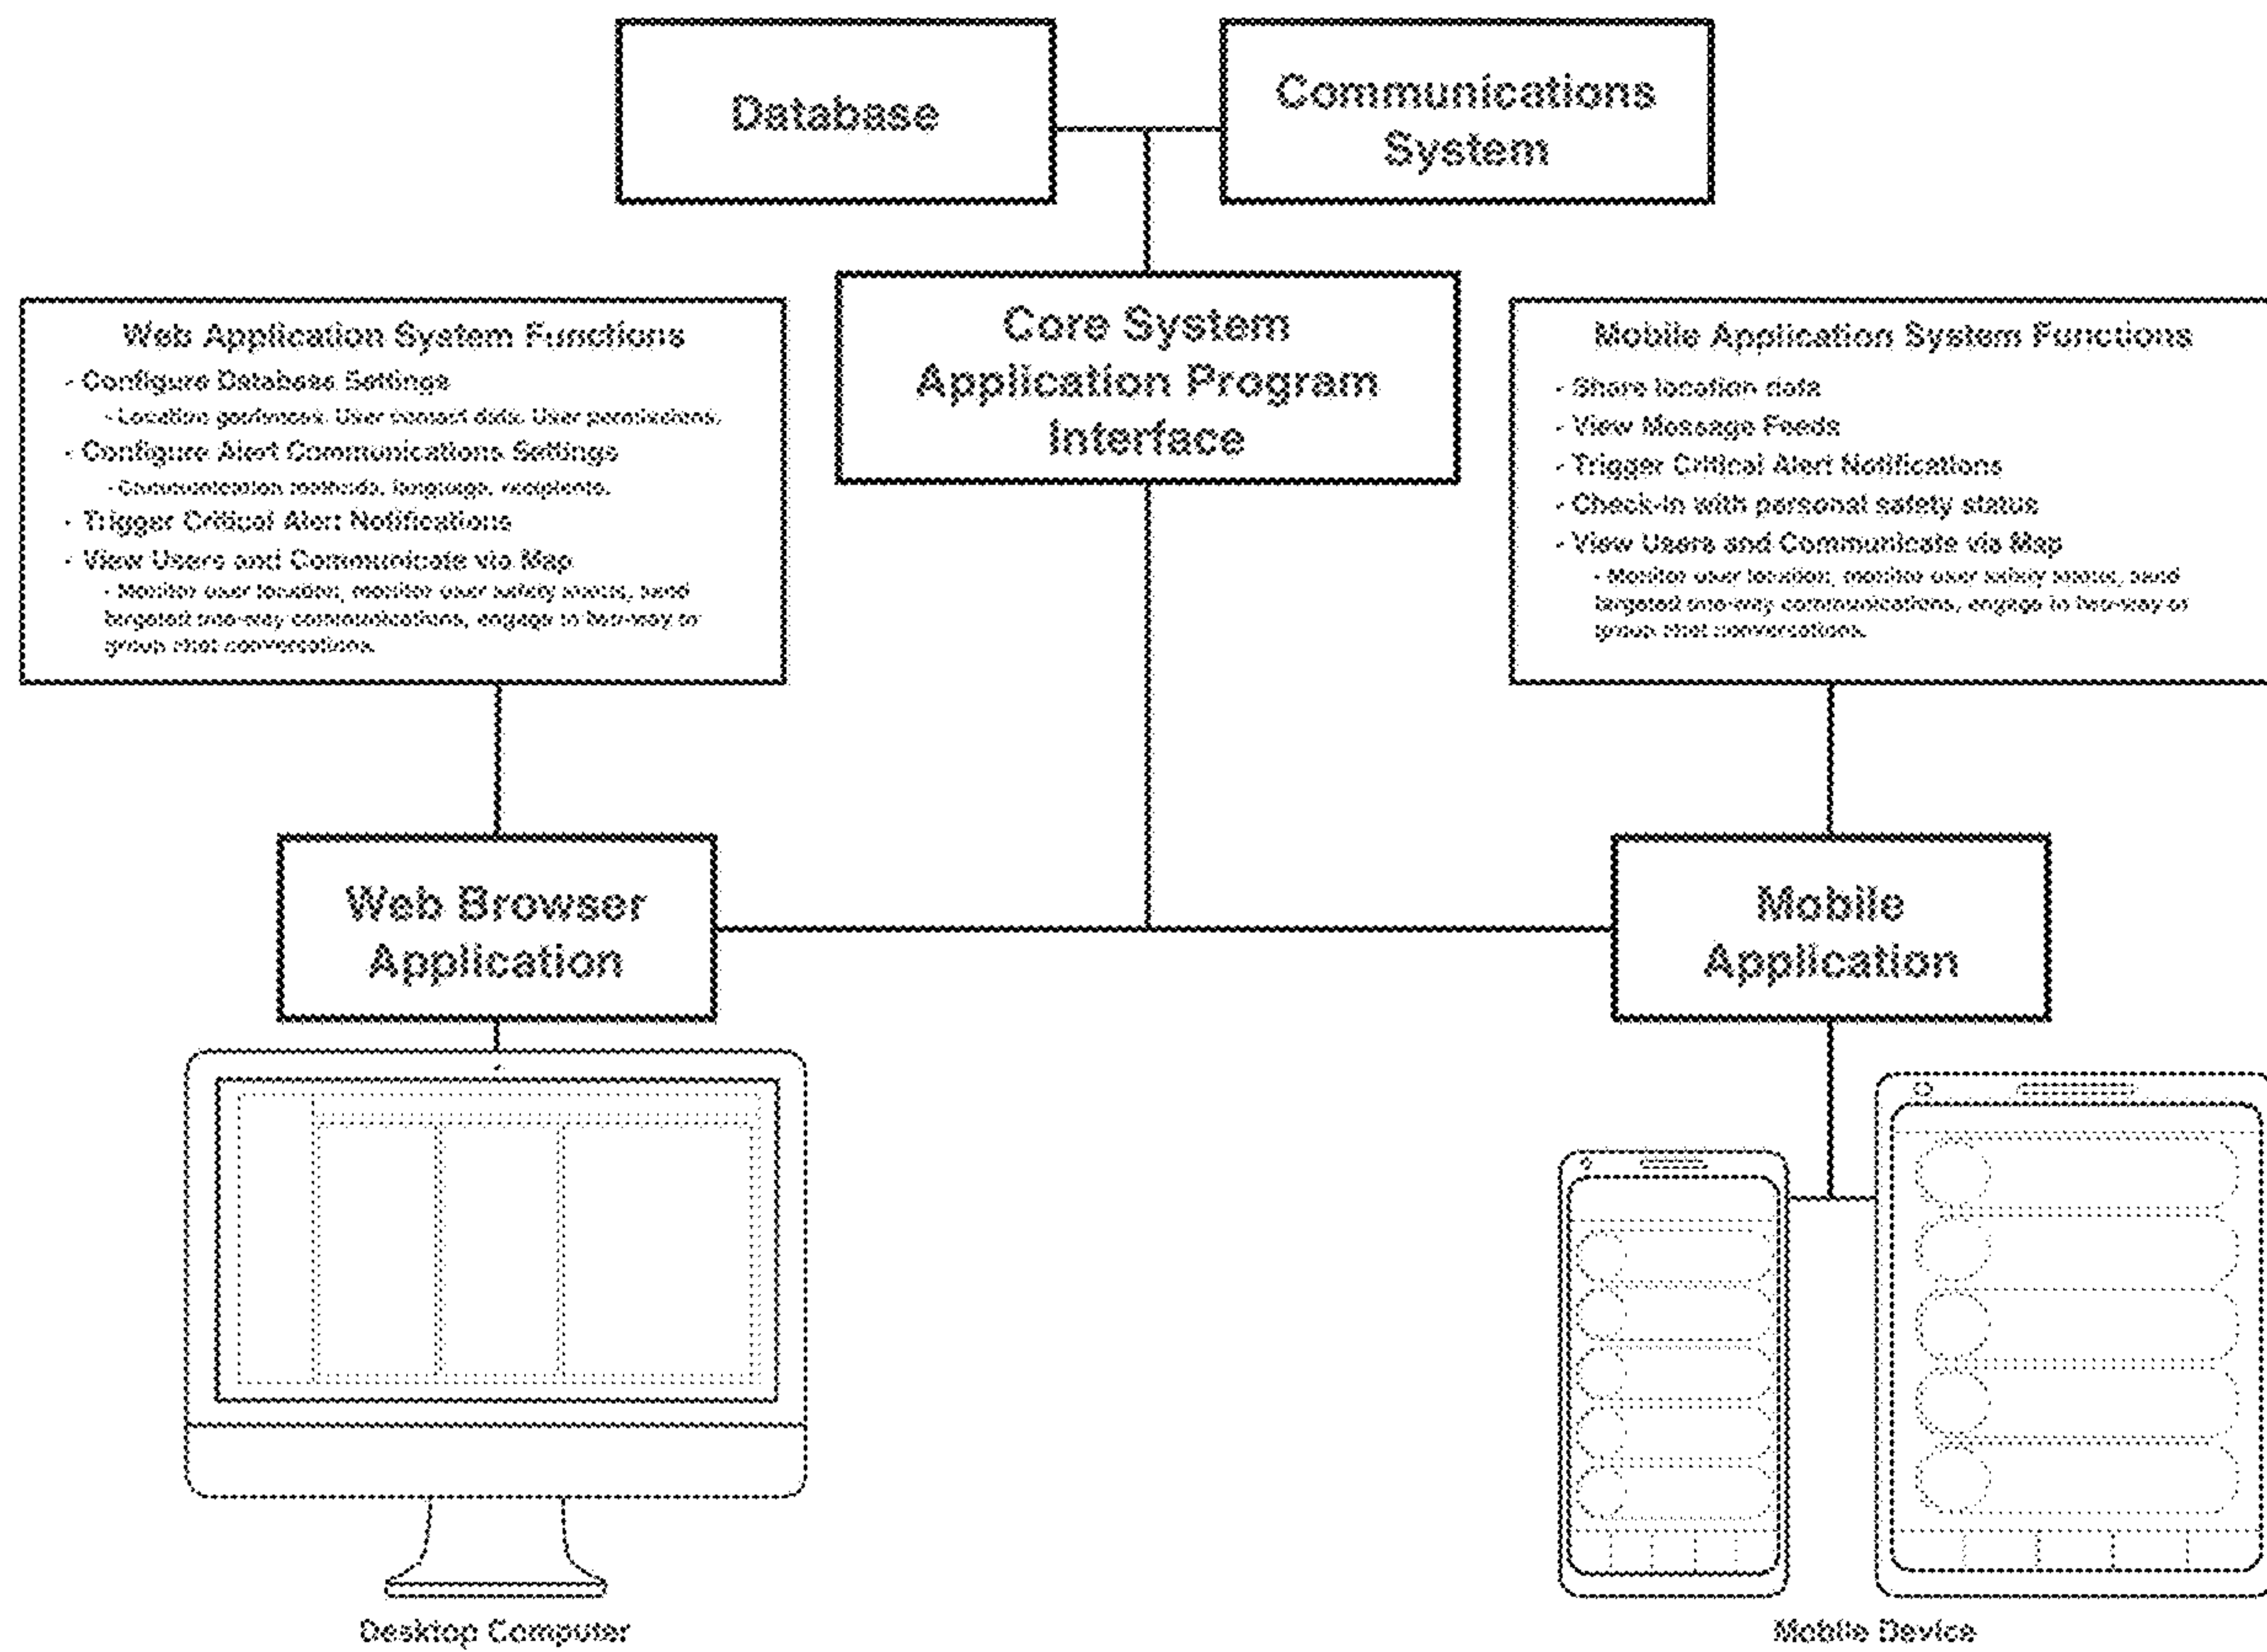 Database
Communications
System
Core System
Application Program
Interface
Web Application System Functions
- Configure Database Settings
- Location geofences, User contact data, User permissions.
- Configure Alert Communications Settings
- Communication methods, language, recipients.
- Trigger Critical Alert Notifications
- View Users and Communicate via Map
- Monitor user location, monitor user safety status, send
targeted one-way communications, engage in two-way or
group chat conversations.
Mobile Application System Functions
- Share location data
- View Message Feeds
- Trigger Critical Alert Notifications
- Check-In with personal safety status
- View Users and Communicate via Map
- Monitor user location, monitor user safety status, send
targeted one-way communications, engage in two-way or
group chat conversations.
Web Browser
Application
Mobile
Application
Desktop Computer
Mobile Device